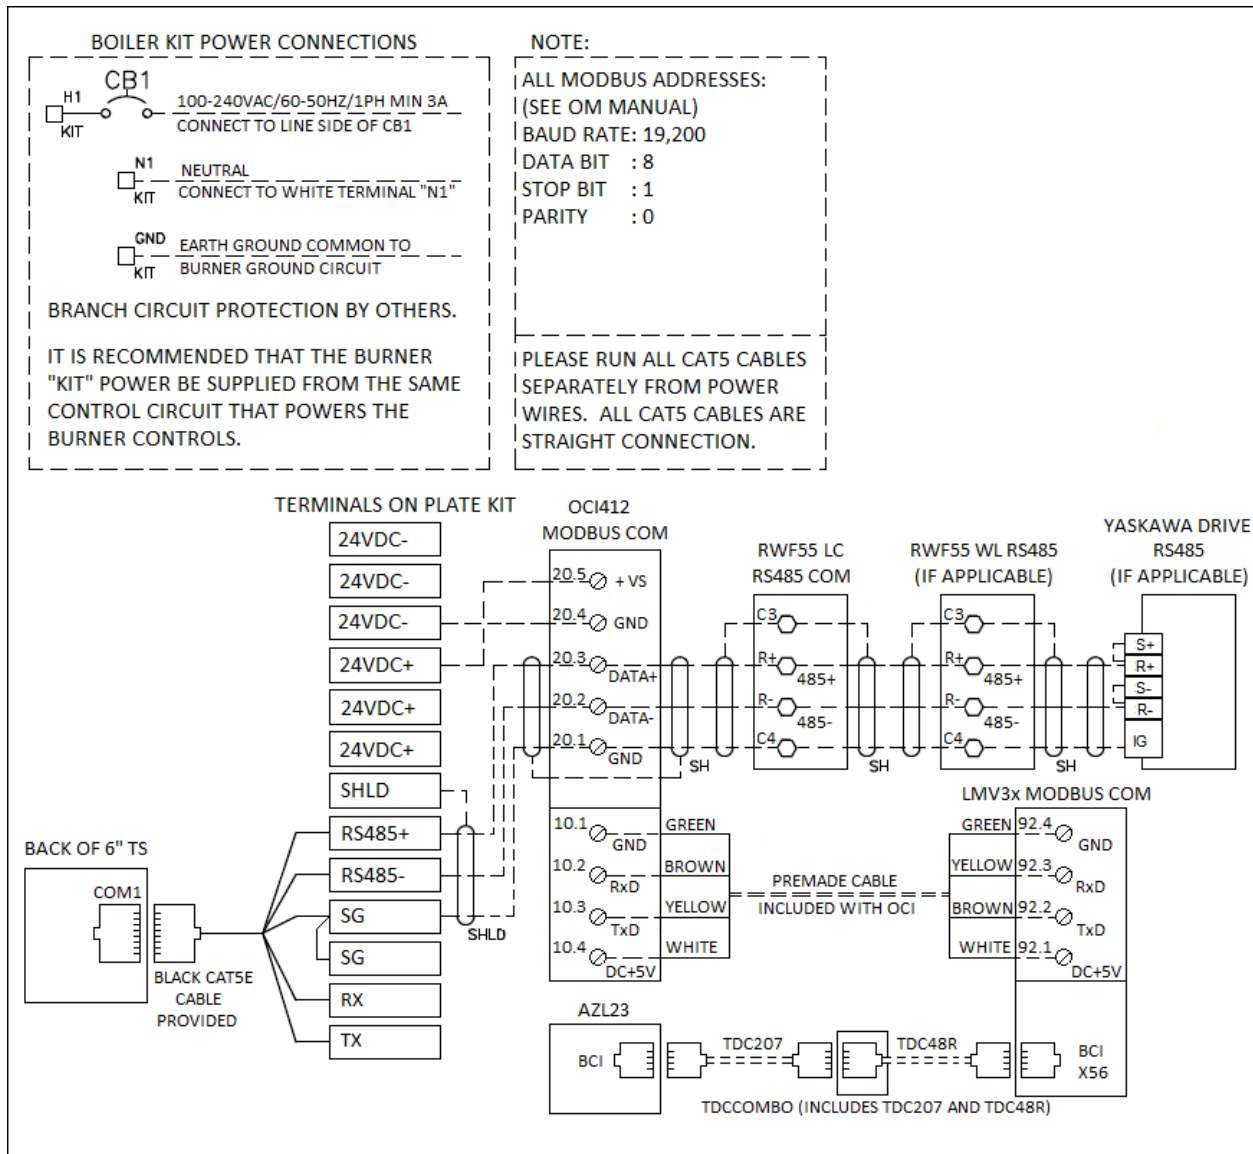 BOILER KIT POWER CONNECTIONS
CB1
H1
KIT
100-240VAC/60-50HZ/1PH MIN 3A
CONNECT TO LINE SIDE OF CB1
N1
KIT
NEUTRAL
CONNECT TO WHITE TERMINAL "N1"
GND
KIT
EARTH GROUND COMMON TO
BURNER GROUND CIRCUIT
BRANCH CIRCUIT PROTECTION BY OTHERS.
IT IS RECOMMENDED THAT THE BURNER
"KIT" POWER BE SUPPLIED FROM THE SAME
CONTROL CIRCUIT THAT POWERS THE
BURNER CONTROLS.
NOTE:
ALL MODBUS ADDRESSES:
(SEE OM MANUAL)
BAUD RATE: 19,200
DATA BIT : 8
STOP BIT : 1
PARITY : 0
PLEASE RUN ALL CAT5 CABLES
SEPARATELY FROM POWER
WIRES. ALL CAT5 CABLES ARE
STRAIGHT CONNECTION.
TERMINALS ON PLATE KIT
24VDC-
24VDC-
24VDC-
24VDC+
24VDC+
24VDC+
SHLD
RS485+
RS485-
SG
SG
RX
TX
SHLD
BACK OF 6" TS
COM1
BLACK CAT5E
CABLE
PROVIDED
OCI412
MODBUS COM
20.5 + VS
20.4 GND
20.3 DATA+
20.2 DATA-
20.1 GND
SH
10.1 GND GREEN
10.2 RxD BROWN
10.3 TxD YELLOW
10.4 DC+5V WHITE
PREMADE CABLE
INCLUDED WITH OCI
RWF55 LC
RS485 COM
C3
R+ 485+
R- 485-
C4
SH
RWF55 WL RS485
(IF APPLICABLE)
C3
R+ 485+
R- 485-
C4
SH
YASKAWA DRIVE
RS485
(IF APPLICABLE)
S+
R+
S-
R-
IG
LMV3x MODBUS COM
GREEN 92.4 GND
YELLOW 92.3 RxD
BROWN 92.2 TxD
WHITE 92.1 DC+5V
BCI
X56
AZL23
BCI
TDC207
TDC48R
TDCCOMBO (INCLUDES TDC207 AND TDC48R)